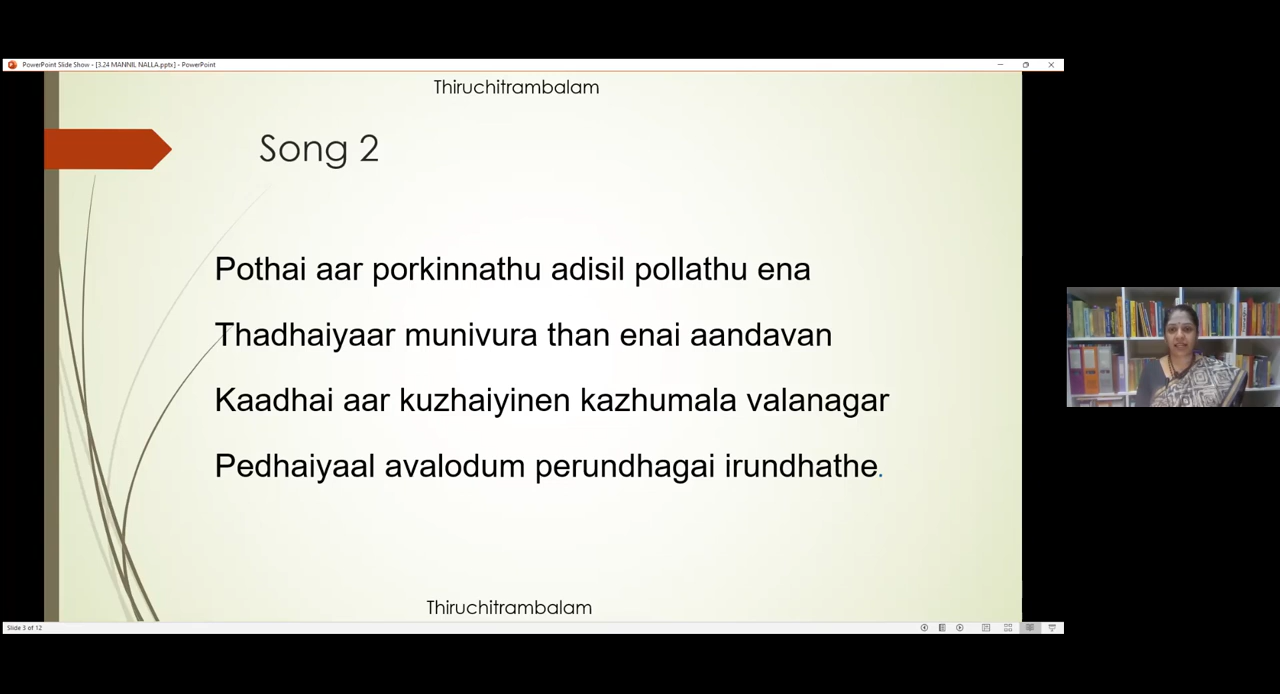 PowerPoint Slide Show - [3.24 MANNIL NALLA.pptx] - PowerPoint
Thiruchitrambalam
Song 2
Pothai aar porkinnathu adisil pollathu ena
Thadhaiyaar munivura than enai aandavan
Kaadhai aar kuzhaiyinen kazhumala valanagar
Pedhaiyaal avalodum perundhagai irundhathe.
Thiruchitrambalam
Slide 3 of 12